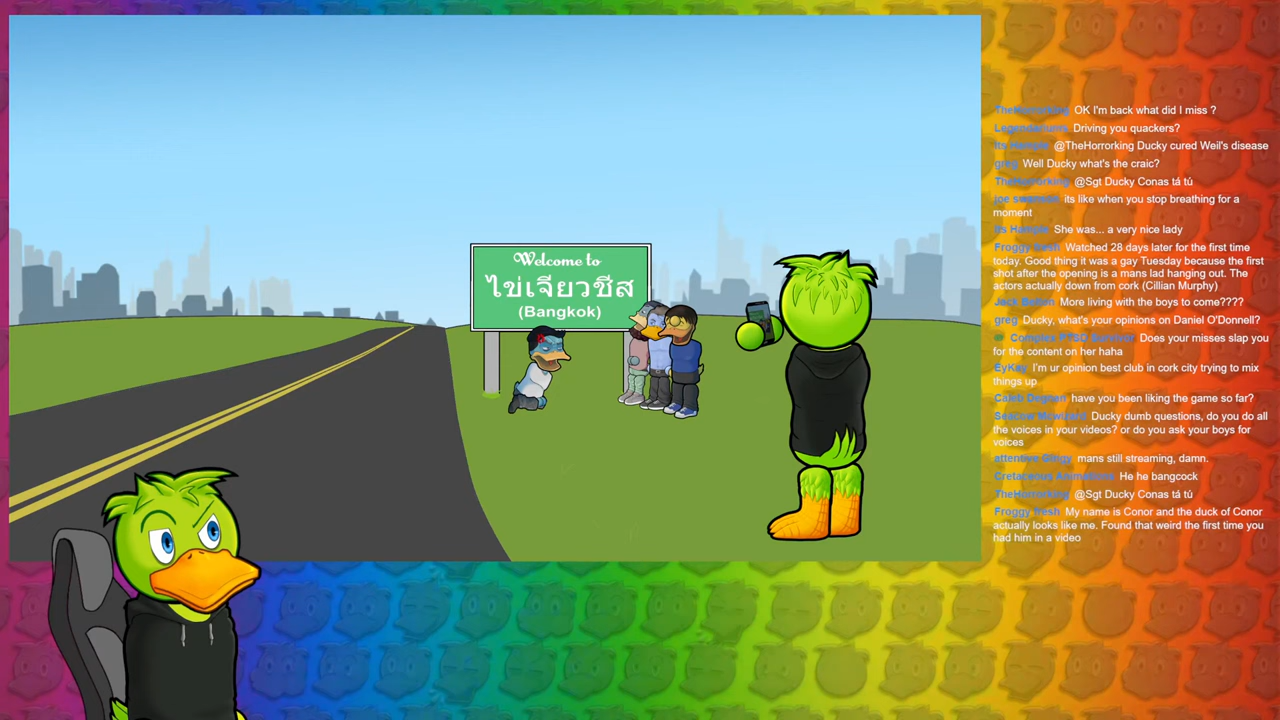 Welcome to
ไข่เจียวชีส
(Bangkok)
OK I'm back what did I miss ?
Driving you quackers?
@TheHorrorking Ducky cured Weil's disease
greg Well Ducky what's the craic?
TheHorrorking @Sgt Ducky Conas tá tú
its like when you stop breathing for a
moment
She was... a very nice lady
Froggy fresh Watched 28 days later for the first time
today. Good thing it was a gay Tuesday because the first
shot after the opening is a mans lad hanging out. The
actors actually down from cork (Cillian Murphy)
More living with the boys to come????
greg Ducky, what's your opinions on Daniel O'Donnell?
Does your misses slap you
for the content on her haha
I'm ur opinion best club in cork city trying to mix
things up
have you been liking the game so far?
Ducky dumb questions, do you do all
the voices in your videos? or do you ask your boys for
voices
mans still streaming, damn.
He he bangcock
TheHorrorking @Sgt Ducky Conas tá tú
Froggy fresh My name is Conor and the duck of Conor
actually looks like me. Found that weird the first time you
had him in a video